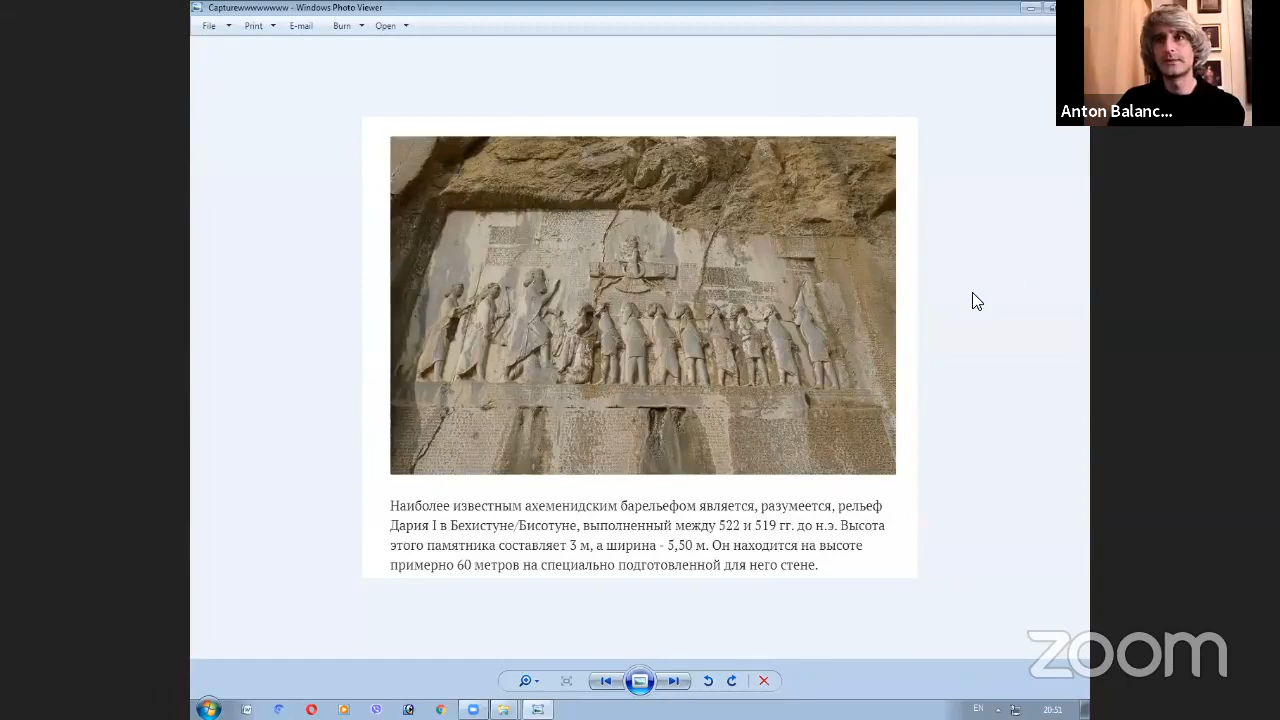 Capturewwwwwwww - Windows Photo Viewer
File Print E-mail Burn Open
Anton Balanc...
Наиболее известным ахеменидским барельефом является, разумеется, рельеф
Дария I в Бехистуне/Бисотуне, выполненный между 522 и 519 гг. до н.э. Высота
этого памятника составляет 3 м, а ширина - 5,50 м. Он находится на высоте
примерно 60 метров на специально подготовленной для него стене.
zoom
EN 20:51